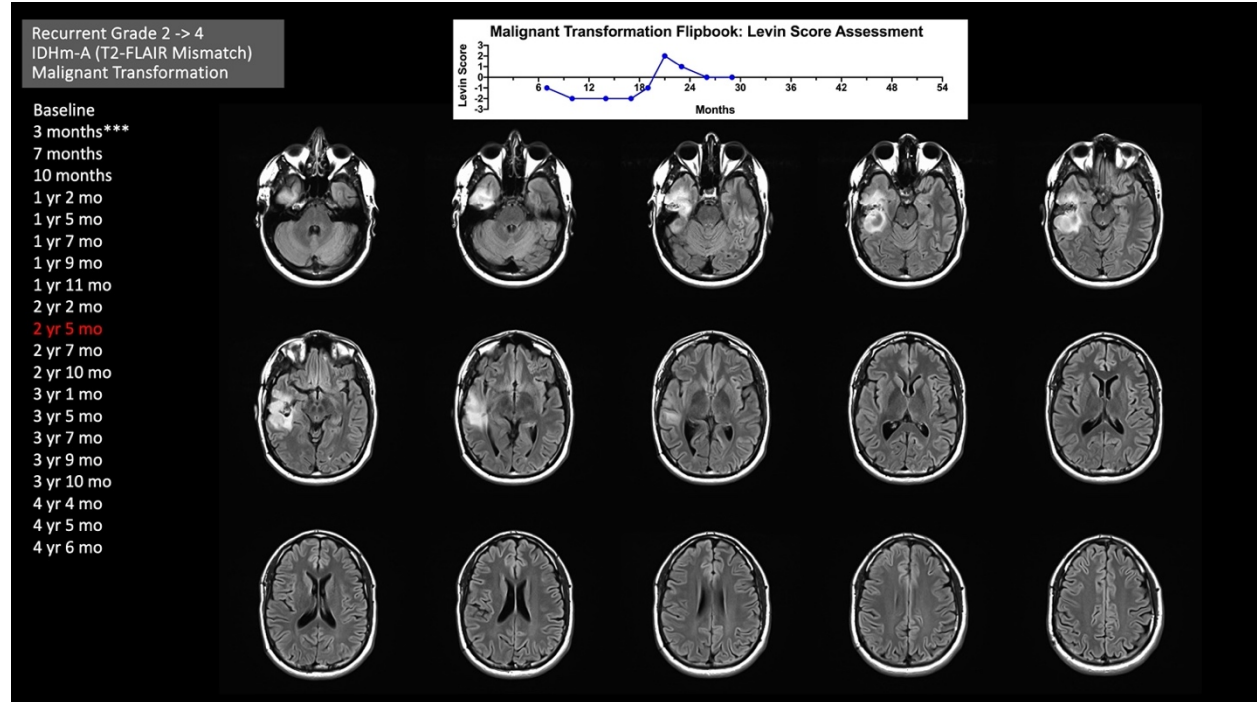 Recurrent Grade 2 -> 4
IDHm-A (T2-FLAIR Mismatch)
Malignant Transformation
Malignant Transformation Flipbook: Levin Score Assessment
Levin Score
3
2
1
0
-1
-2
-3
6
12
18
24
30
36
42
48
54
Months
Baseline
3 months***
7 months
10 months
1 yr 2 mo
1 yr 5 mo
1 yr 7 mo
1 yr 9 mo
1 yr 11 mo
2 yr 2 mo
2 yr 5 mo
2 yr 7 mo
2 yr 10 mo
3 yr 1 mo
3 yr 5 mo
3 yr 7 mo
3 yr 9 mo
3 yr 10 mo
4 yr 4 mo
4 yr 5 mo
4 yr 6 mo